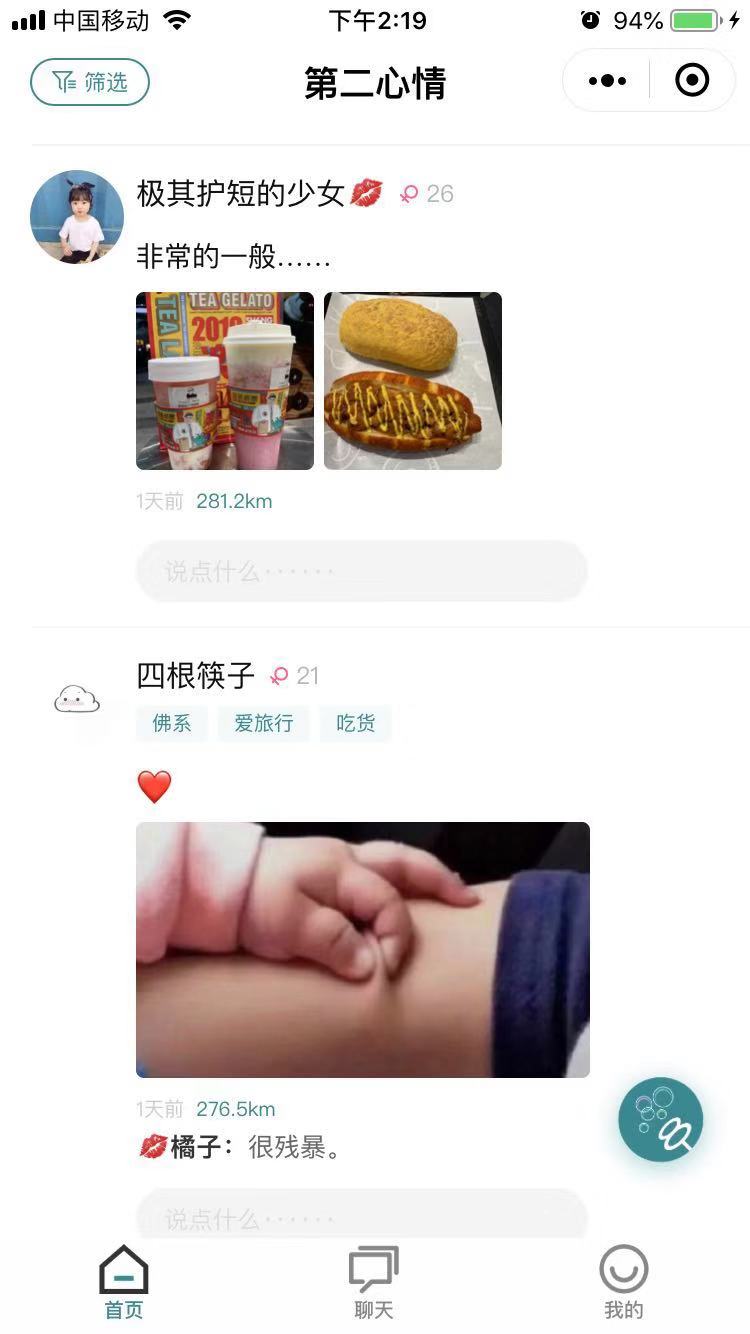 中国移动
下午2:19
94%
筛选
第二心情
极其护短的少女💋 26
非常的一般……
TEA GELATO
TEA L
2019
1天前 281.2km
说点什么······
四根筷子 21
佛系 爱旅行 吃货
❤️
1天前 276.5km
💋橘子：很残暴。
说点什么······
首页 聊天 我的